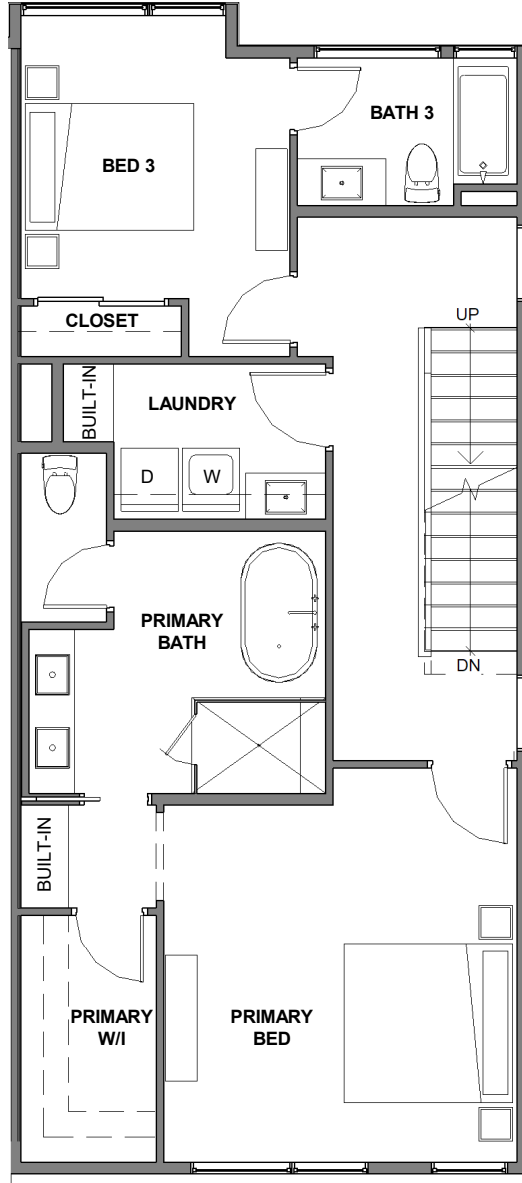 BATH 3
BED 3
UP
CLOSET
BUILT-IN
LAUNDRY
D
W
PRIMARY
BATH
DN
BUILT-IN
PRIMARY
W/I
PRIMARY
BED